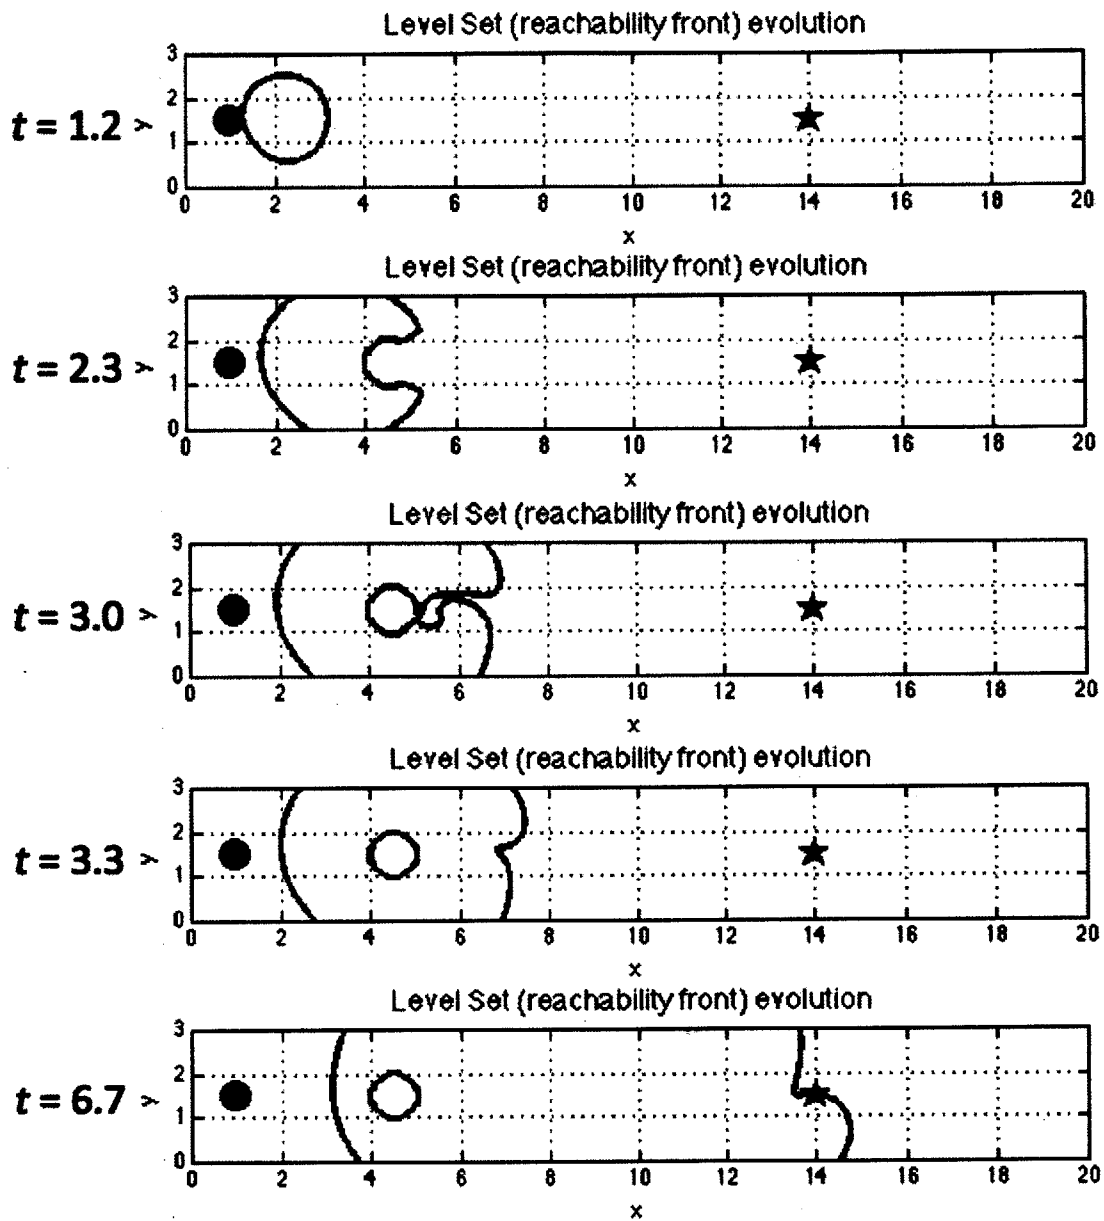 Level Set (reachability front) evolution
t = 1.2
y
3
2
1
0
0 2 4 6 8 10 12 14 16 18 20
x
Level Set (reachability front) evolution
t = 2.3
y
3
2
1
0
0 2 4 6 8 10 12 14 16 18 20
x
Level Set (reachability front) evolution
t = 3.0
y
3
2
1
0
0 2 4 6 8 10 12 14 16 18 20
x
Level Set (reachability front) evolution
t = 3.3
y
3
2
1
0
0 2 4 6 8 10 12 14 16 18 20
x
Level Set (reachability front) evolution
t = 6.7
y
3
2
1
0
0 2 4 6 8 10 12 14 16 18 20
x